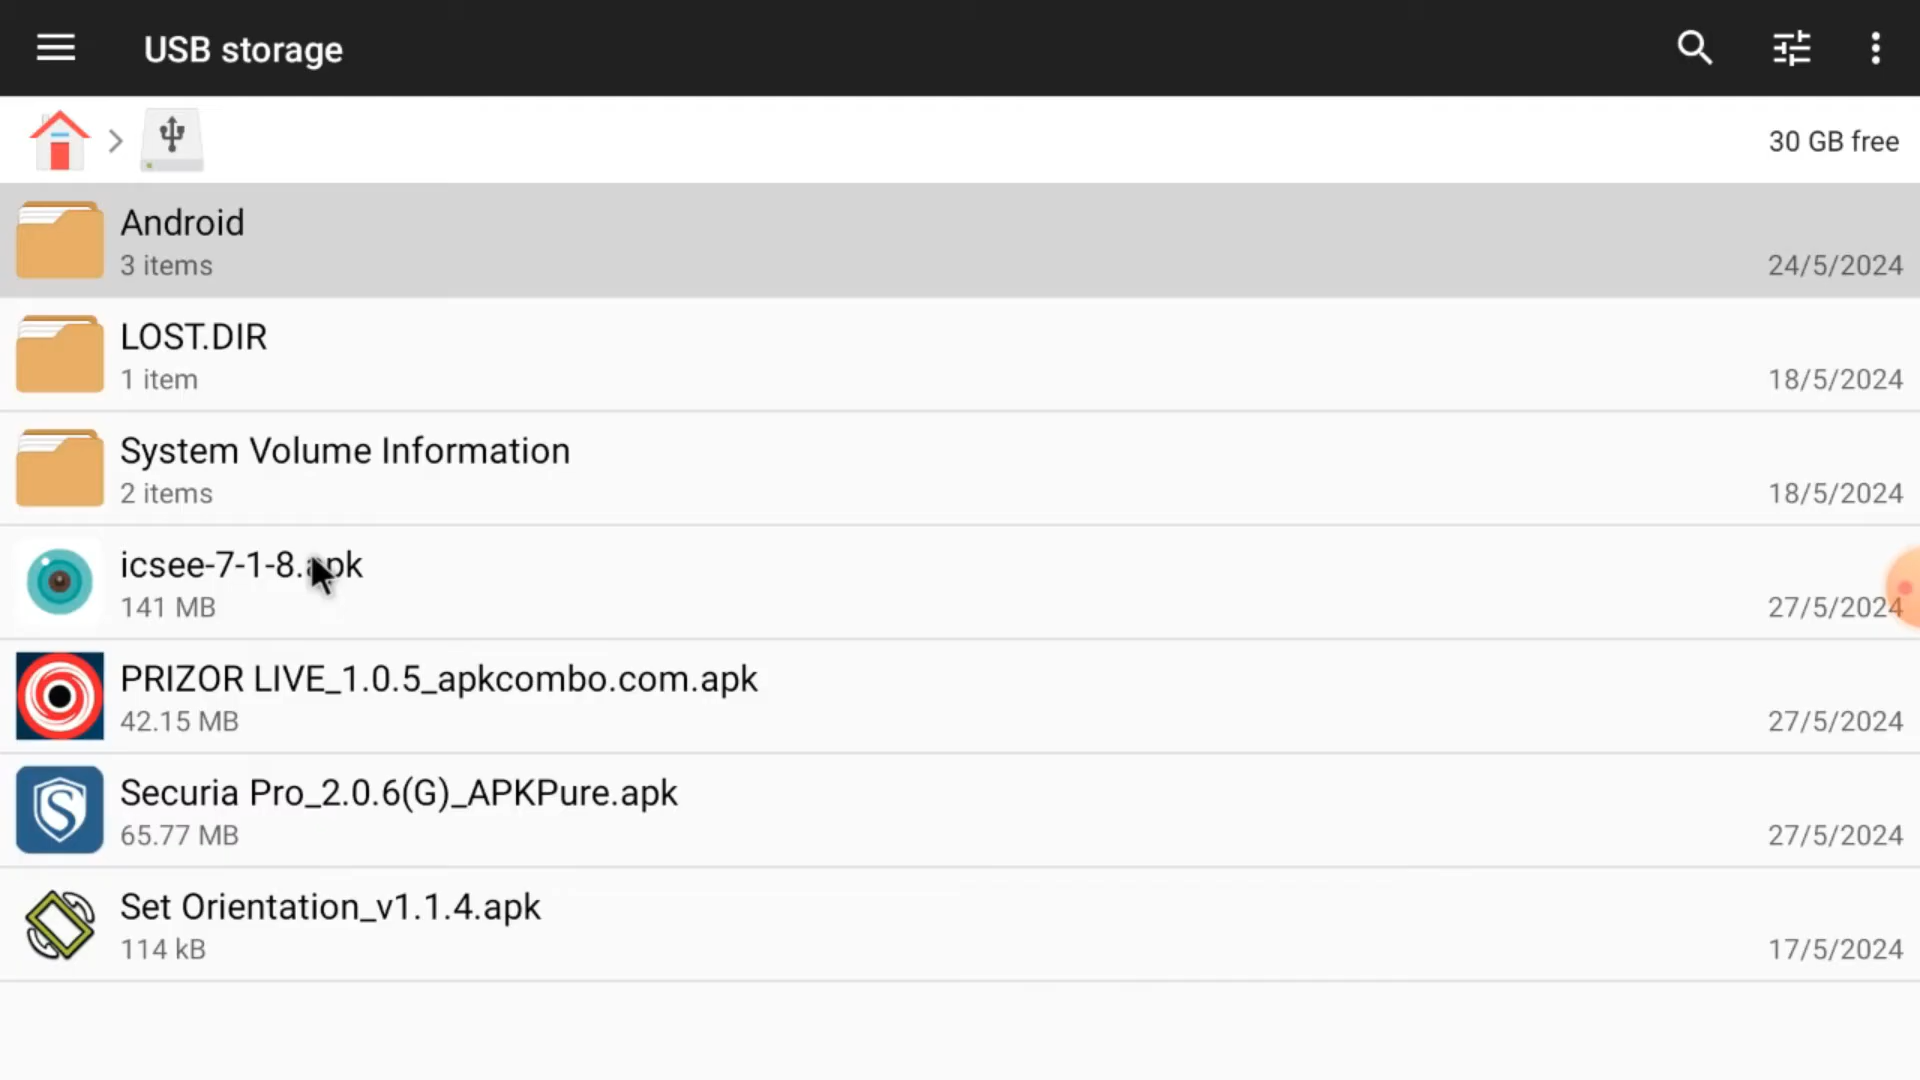 USB storage
30 GB free
Android
3 items
24/5/2024
LOST.DIR
1 item
18/5/2024
System Volume Information
2 items
18/5/2024
icsee-7-1-8.apk
141 MB
27/5/2024
PRIZOR LIVE_1.0.5_apkcombo.com.apk
42.15 MB
27/5/2024
Securia Pro_2.0.6(G)_APKPure.apk
65.77 MB
27/5/2024
Set Orientation_v1.1.4.apk
114 kB
17/5/2024